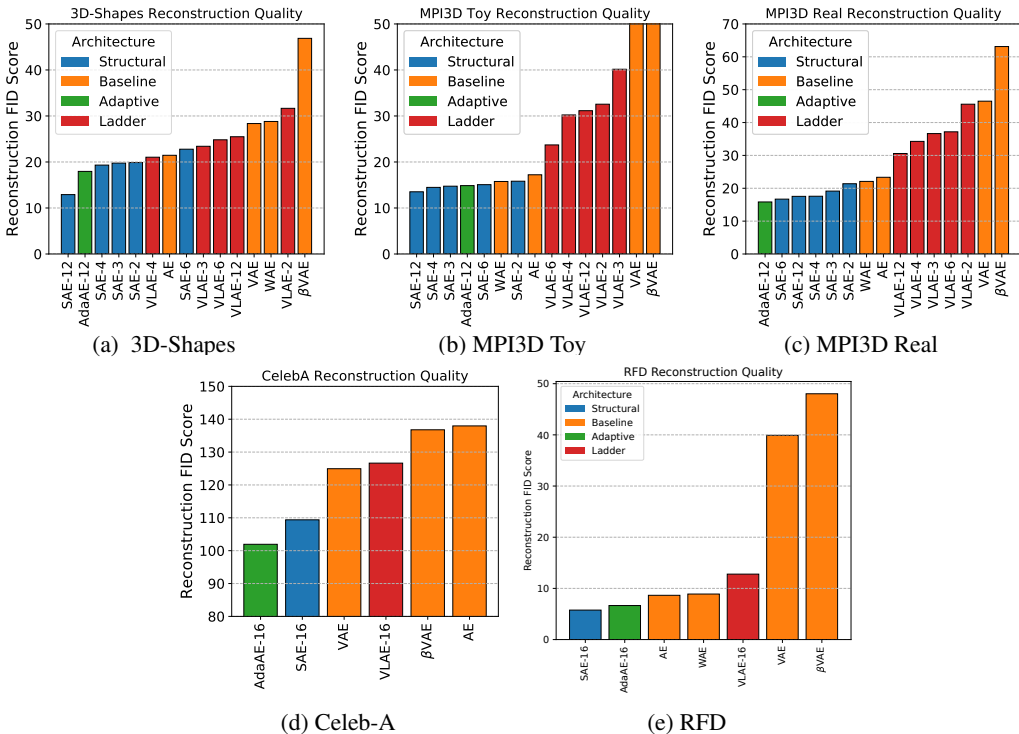 3D-Shapes Reconstruction Quality
Reconstruction FID Score
50
40
30
20
10
0
Architecture
Structural
Baseline
Adaptive
Ladder
SAE-12
AdaAE-12
SAE-4
SAE-3
SAE-2
VLAE-4
AE
SAE-6
VLAE-3
VLAE-6
VLAE-12
VAE
WAE
VLAE-2
βVAE
(a) 3D-Shapes
MPI3D Toy Reconstruction Quality
Reconstruction FID Score
50
40
30
20
10
0
Architecture
Structural
Baseline
Adaptive
Ladder
SAE-12
SAE-4
SAE-3
AdaAE-12
SAE-6
WAE
SAE-2
AE
VLAE-6
VLAE-4
VLAE-12
VLAE-2
VLAE-3
VAE
βVAE
(b) MPI3D Toy
MPI3D Real Reconstruction Quality
Reconstruction FID Score
70
60
50
40
30
20
10
0
Architecture
Structural
Baseline
Adaptive
Ladder
AdaAE-12
SAE-6
SAE-12
SAE-4
SAE-3
SAE-2
WAE
AE
VLAE-12
VLAE-4
VLAE-3
VLAE-6
VLAE-2
VAE
βVAE
(c) MPI3D Real
CelebA Reconstruction Quality
Reconstruction FID Score
150
140
130
120
110
100
90
80
AdaAE-16
SAE-16
VAE
VLAE-16
βVAE
AE
(d) Celeb-A
RFD Reconstruction Quality
Reconstruction FID Score
50
40
30
20
10
0
Architecture
Structural
Baseline
Adaptive
Ladder
SAE-16
AdaAE-16
AE
WAE
VLAE-16
VAE
βVAE
(e) RFD